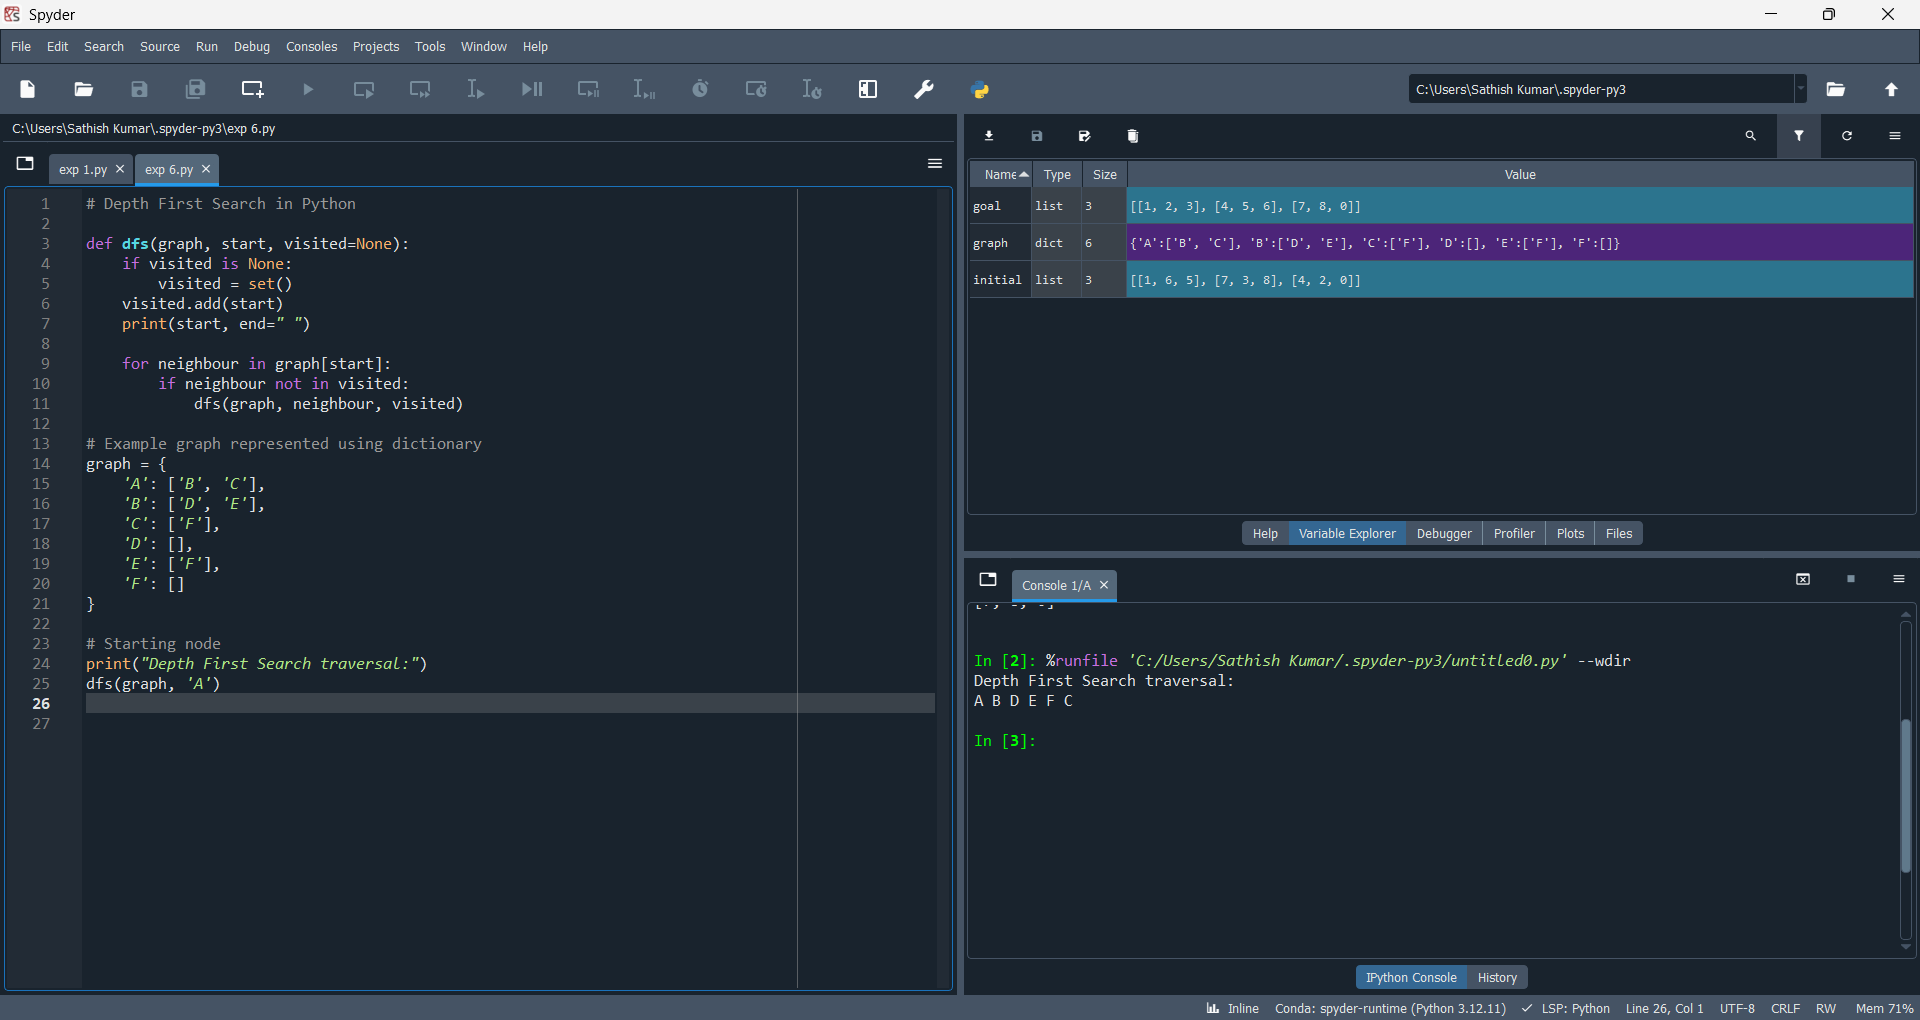 Spyder
File Edit Search Source Run Debug Consoles Projects Tools Window Help
C:\Users\Sathish Kumar\.spyder-py3
C:\Users\Sathish Kumar\.spyder-py3\exp 6.py
exp 1.py exp 6.py
1 # Depth First Search in Python
2
3 def dfs(graph, start, visited=None):
4     if visited is None:
5         visited = set()
6     visited.add(start)
7     print(start, end=" ")
8
9     for neighbour in graph[start]:
10         if neighbour not in visited:
11             dfs(graph, neighbour, visited)
12
13 # Example graph represented using dictionary
14 graph = {
15     'A': ['B', 'C'],
16     'B': ['D', 'E'],
17     'C': ['F'],
18     'D': [],
19     'E': ['F'],
20     'F': []
21 }
22
23 # Starting node
24 print("Depth First Search traversal:")
25 dfs(graph, 'A')
26
27
Name Type Size Value
goal list 3 [[1, 2, 3], [4, 5, 6], [7, 8, 0]]
graph dict 6 {'A':['B', 'C'], 'B':['D', 'E'], 'C':['F'], 'D':[], 'E':['F'], 'F':[]}
initial list 3 [[1, 6, 5], [7, 3, 8], [4, 2, 0]]
Help Variable Explorer Debugger Profiler Plots Files
Console 1/A
In [2]: %runfile 'C:/Users/Sathish Kumar/.spyder-py3/untitled0.py' --wdir
Depth First Search traversal:
A B D E F C
In [3]:
IPython Console History
Inline Conda: spyder-runtime (Python 3.12.11) LSP: Python Line 26, Col 1 UTF-8 CRLF RW Mem 71%